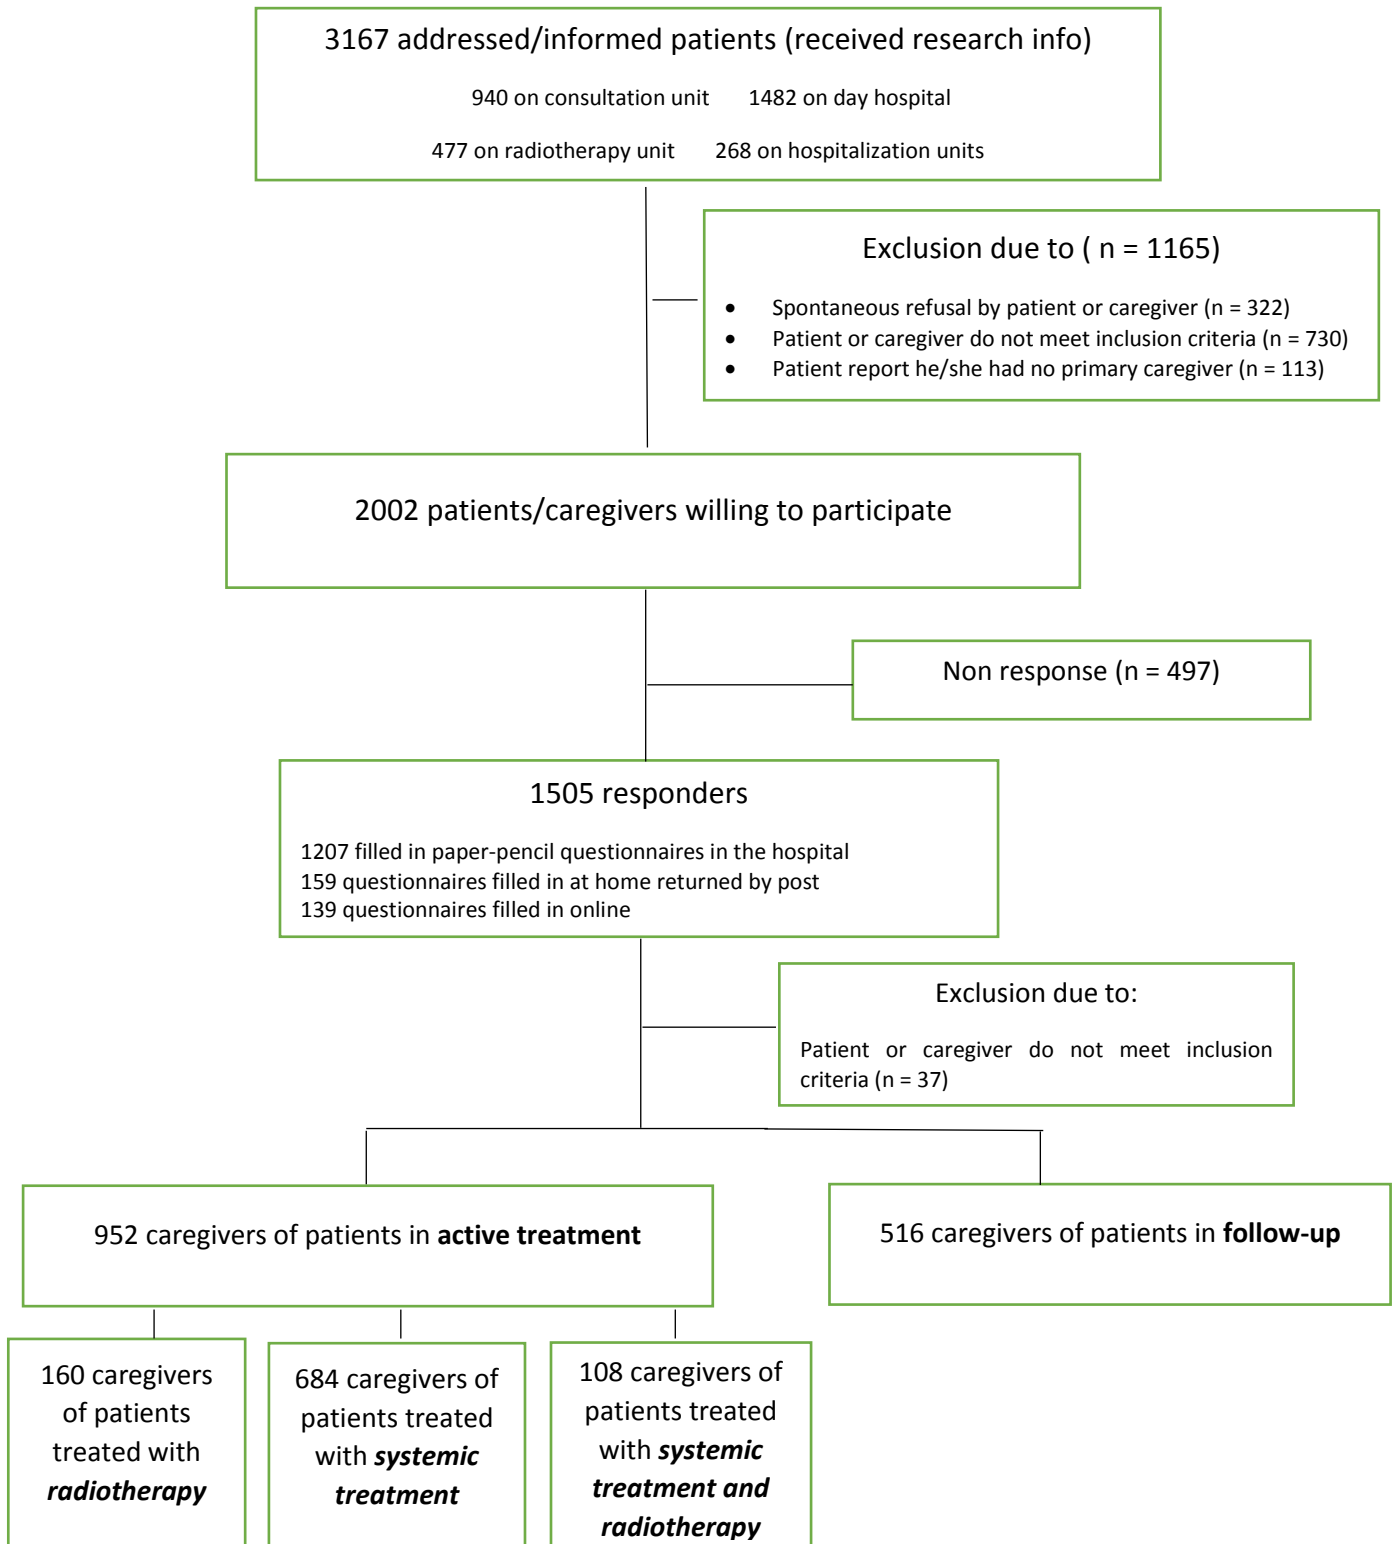 3167 addressed/informed patients (received research info)
940 on consultation unit 1482 on day hospital
477 on radiotherapy unit 268 on hospitalization units
Exclusion due to ( n = 1165)
• Spontaneous refusal by patient or caregiver (n = 322)
• Patient or caregiver do not meet inclusion criteria (n = 730)
• Patient report he/she had no primary caregiver (n = 113)
2002 patients/caregivers willing to participate
Non response (n = 497)
1505 responders
1207 filled in paper-pencil questionnaires in the hospital
159 questionnaires filled in at home returned by post
139 questionnaires filled in online
Exclusion due to:
Patient or caregiver do not meet inclusion
criteria (n = 37)
952 caregivers of patients in active treatment
516 caregivers of patients in follow-up
160 caregivers
of patients
treated with
radiotherapy
684 caregivers of
patients treated
with systemic
treatment
108 caregivers of
patients treated
with systemic
treatment and
radiotherapy